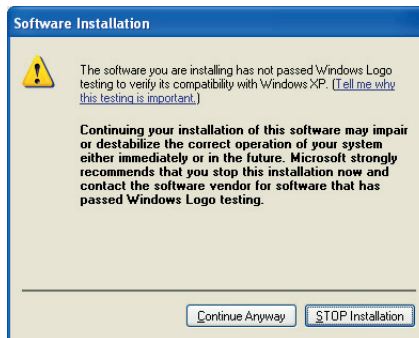 Software Installation
The software you are installing has not passed Windows Logo
testing to verify its compatibility with Windows XP. (Tell me why
this testing is important.)
Continuing your installation of this software may impair
or destabilize the correct operation of your system
either immediately or in the future. Microsoft strongly
recommends that you stop this installation now and
contact the software vendor for software that has
passed Windows Logo testing.
Continue Anyway
STOP Installation